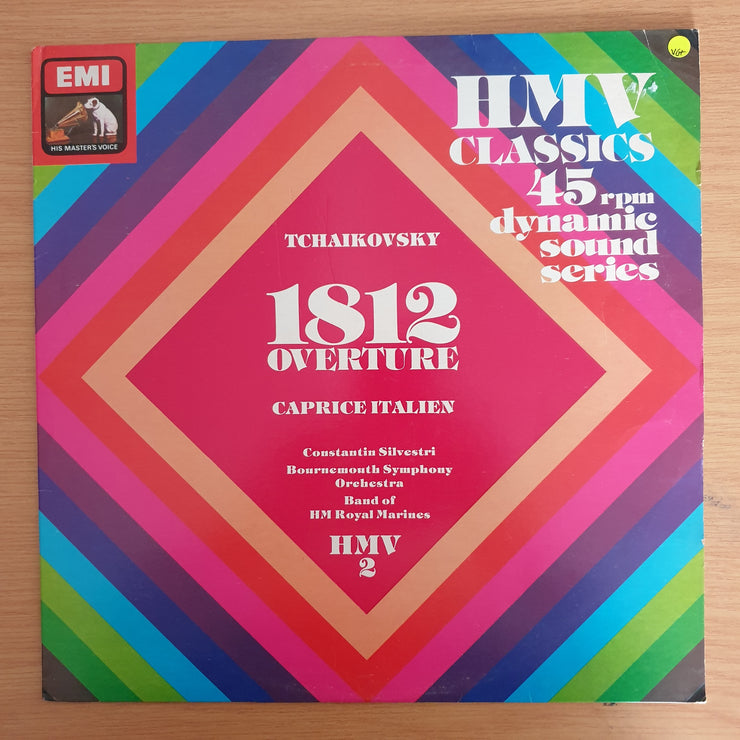 EMI
HIS MASTER'S VOICE
VG+
HMV
CLASSICS
45 rpm
dynamic
sound
series
TCHAIKOVSKY
1812
OVERTURE
CAPRICE ITALIEN
Constantin Silvestri
Bournemouth Symphony
Orchestra
Band of
HM Royal Marines
HMV
2